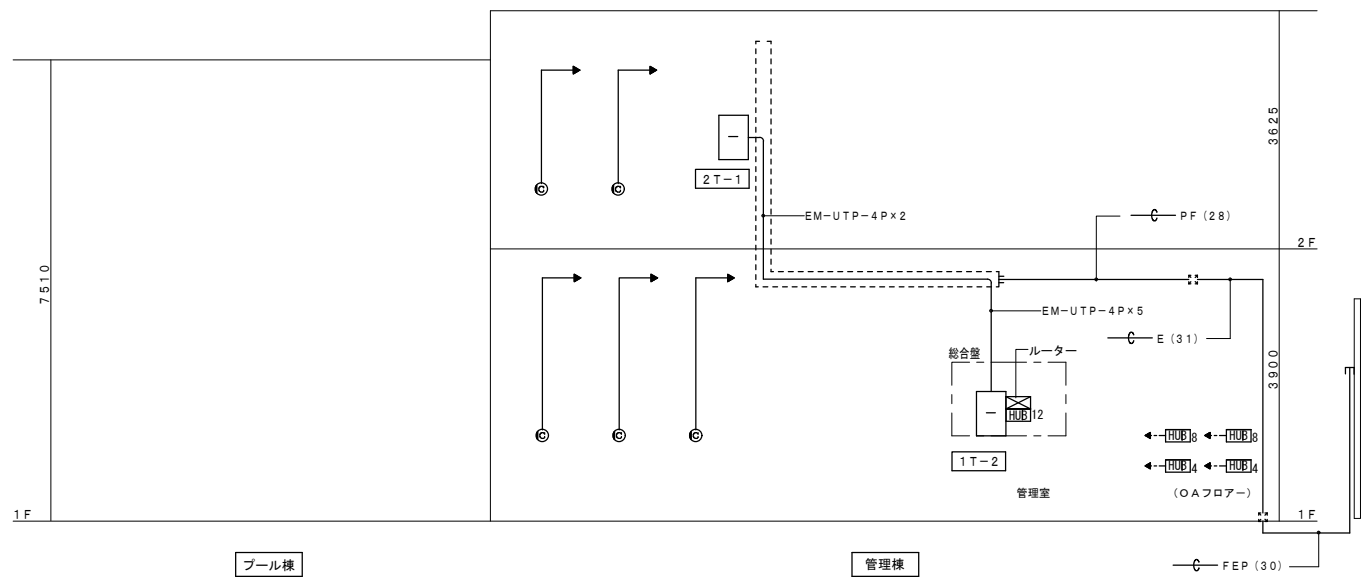 3625
Ⓒ
Ⓒ
2T-1
EM-UTP-4P×2
C PF (28)
2F
7510
EM-UTP-4P×5
C E (31)
総合盤
ルーター
3900
HUB 12
Ⓒ
Ⓒ
Ⓒ
HUB 8
HUB 8
1T-2
HUB 4
HUB 4
管理室
(OAフロアー)
1F
1F
プール棟
管理棟
C FEP (30)